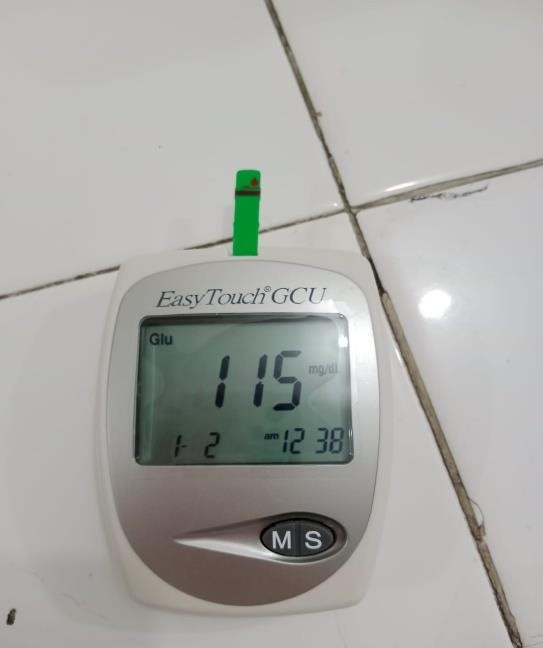 EasyTouch® GCU
Glu
115 mg/dL
1- 2 am 12 38
M S